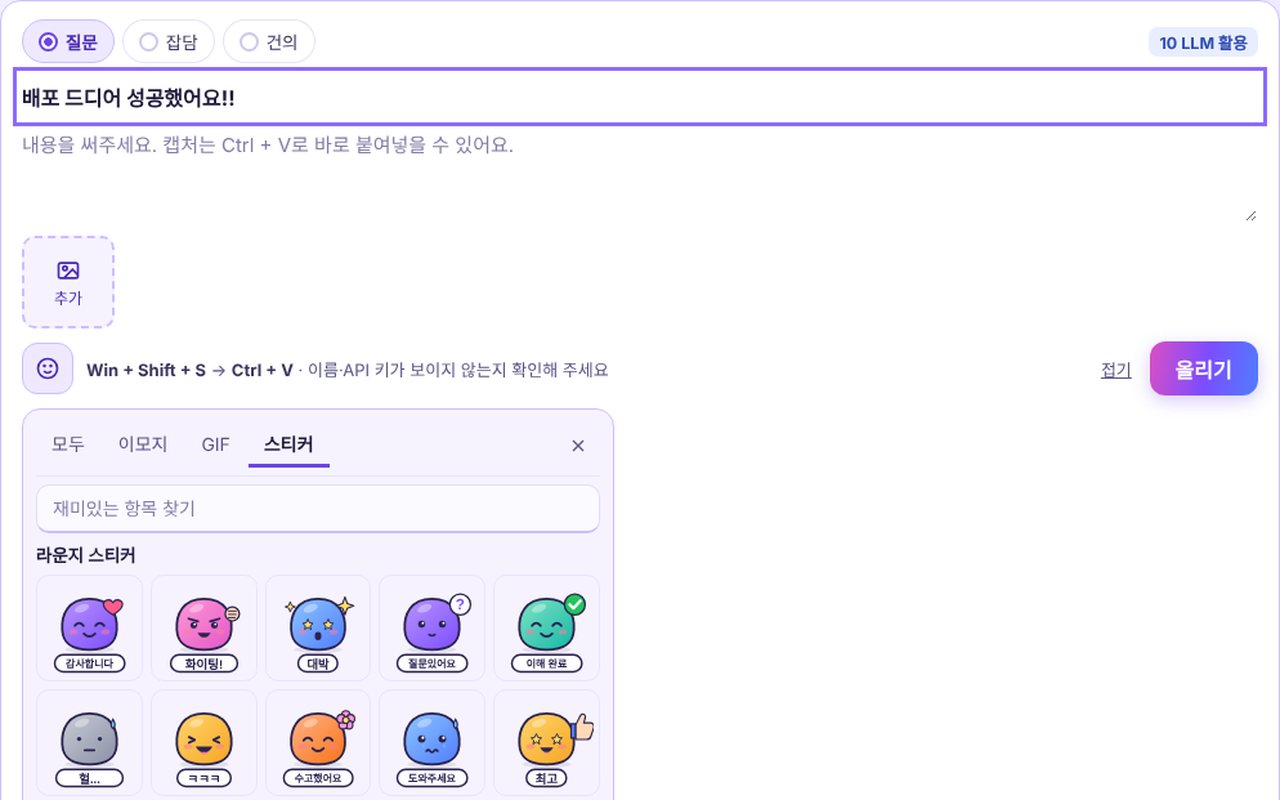 질문 잡담 건의 10 LLM 활용
배포 드디어 성공했어요!!
내용을 써주세요. 캡처는 Ctrl + V로 바로 붙여넣을 수 있어요.
추가
Win + Shift + S → Ctrl + V · 이름·API 키가 보이지 않는지 확인해 주세요 접기 올리기
모두 이모지 GIF 스티커 ×
재미있는 항목 찾기
라운지 스티커
?
감사합니다 화이팅! 대박 질문있어요 이해 완료
헐... ㅋㅋㅋ 수고했어요 도와주세요 최고